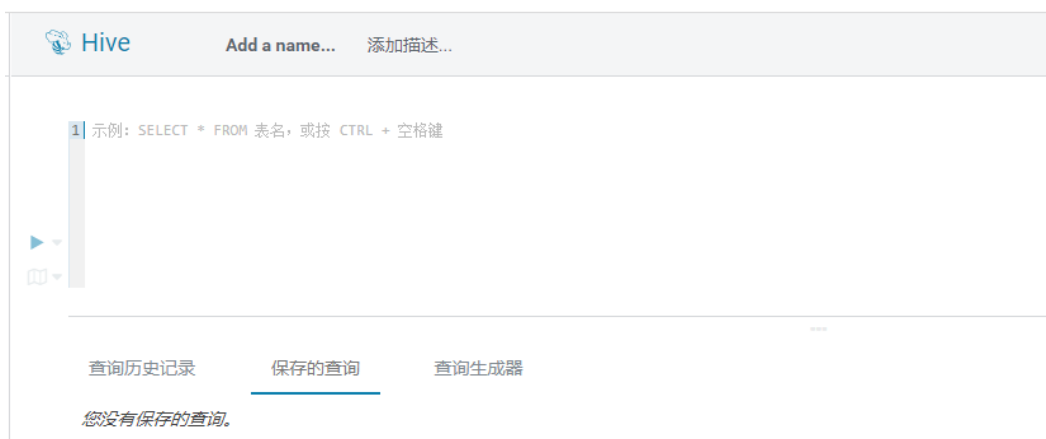 Hive Add a name... 添加描述...
1 示例: SELECT * FROM 表名，或按 CTRL + 空格键
查询历史记录 保存的查询 查询生成器
您没有保存的查询。